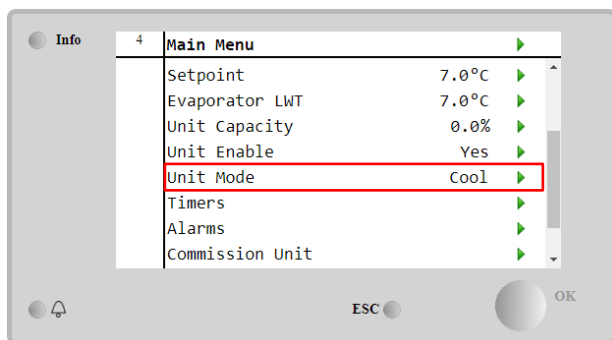 Info
4 Main Menu
Setpoint 7.0°C
Evaporator LWT 7.0°C
Unit Capacity 0.0%
Unit Enable Yes
Unit Mode Cool
Timers
Alarms
Commission Unit
ESC OK